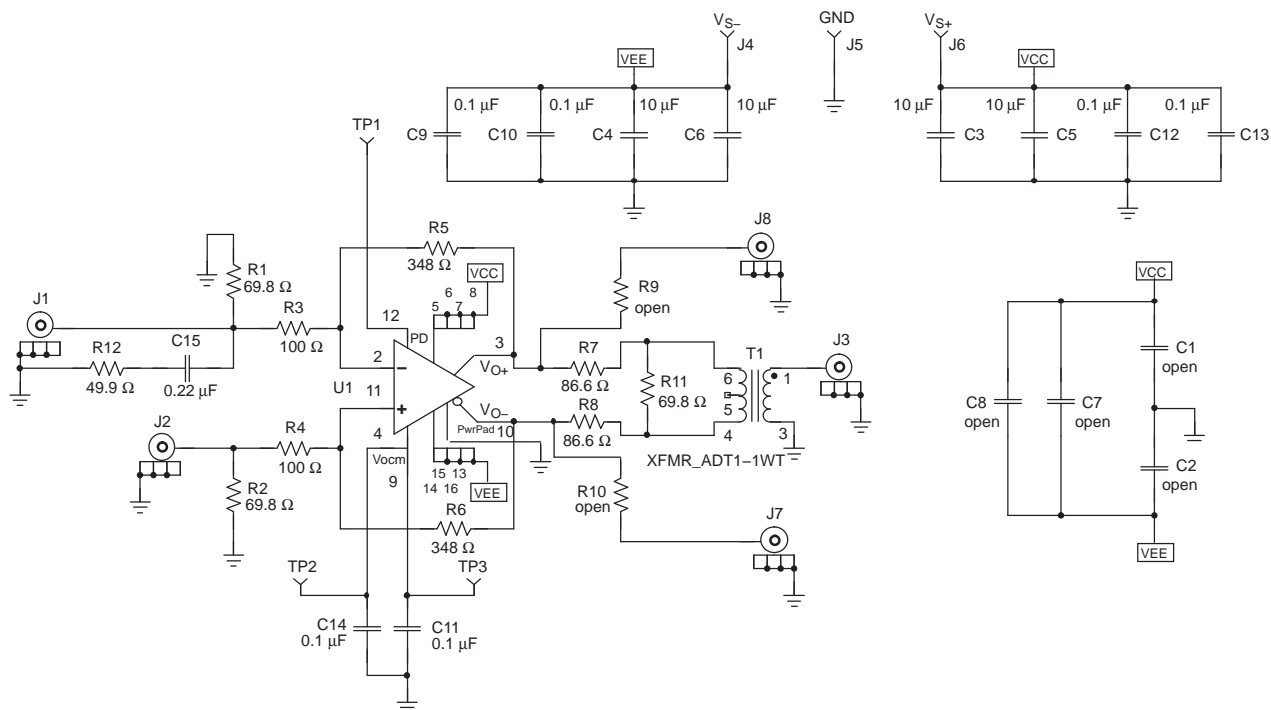 VS– GND VS+
J4 J5 J6
VEE VCC
0.1 µF 0.1 µF 10 µF 10 µF 10 µF 10 µF 0.1 µF 0.1 µF
C9 C10 C4 C6 C3 C5 C12 C13
TP1
J8
R5
348 Ω
VCC
R1
69.8 Ω
6 8
5 7
R9
open
VCC
J1
R3
100 Ω
12
PD
3
J3
R12
49.9 Ω
C15
0.22 µF
2
U1
11
VO+
R7
86.6 Ω
R11
69.8 Ω
T1
6 1
5
4 3
C1
open
C8
open
C7
open
J2
R4
100 Ω
4
VO–
PwrPad
10
R8
86.6 Ω
XFMR_ADT1–1WT
Vocm
9
15 13
14 16
VEE
R2
69.8 Ω
R10
open
C2
open
R6
348 Ω
J7
VEE
TP2 TP3
C14
0.1 µF
C11
0.1 µF